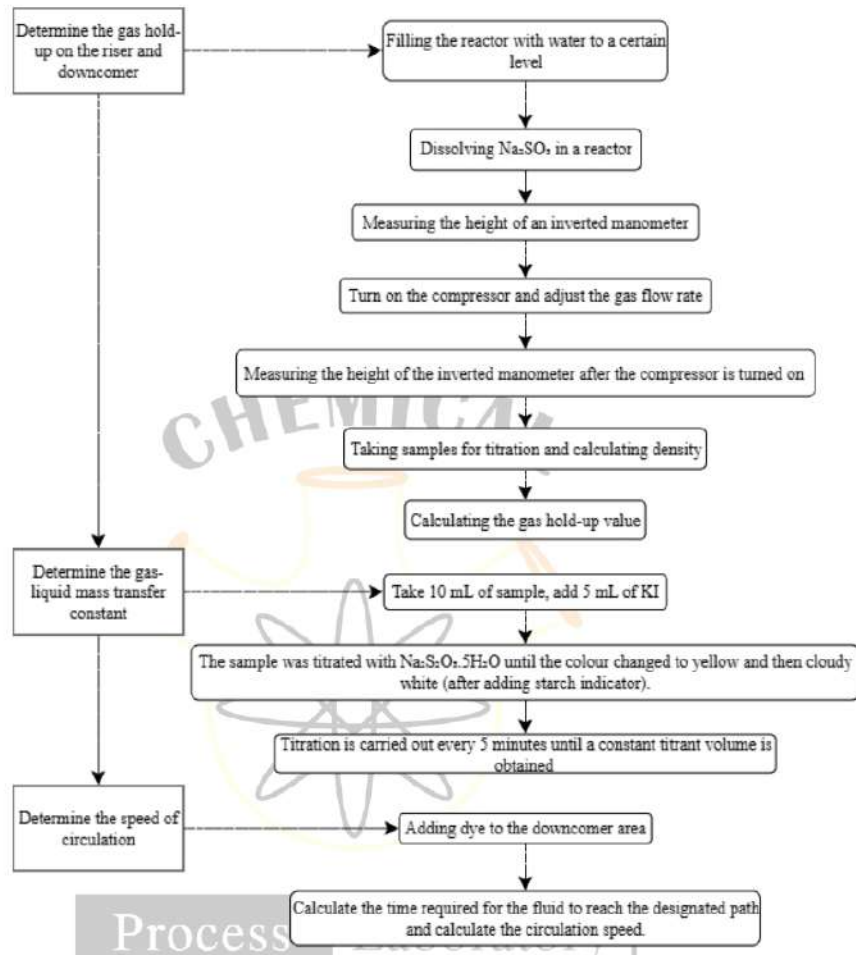 Determine the gas hold-
up on the riser and
downcomer
Filling the reactor with water to a certain
level
Dissolving Na₂SO₃ in a reactor
Measuring the height of an inverted manometer
Turn on the compressor and adjust the gas flow rate
Measuring the height of the inverted manometer after the compressor is turned on
CHEMICAL
Taking samples for titration and calculating density
Calculating the gas hold-up value
Determine the gas-
liquid mass transfer
constant
Take 10 mL of sample, add 5 mL of KI
The sample was titrated with Na₂S₂O₃.5H₂O until the colour changed to yellow and then cloudy
white (after adding starch indicator).
Titration is carried out every 5 minutes until a constant titrant volume is
obtained
Determine the speed of
circulation
Adding dye to the downcomer area
Calculate the time required for the fluid to reach the designated path
and calculate the circulation speed.
Process Laboratory